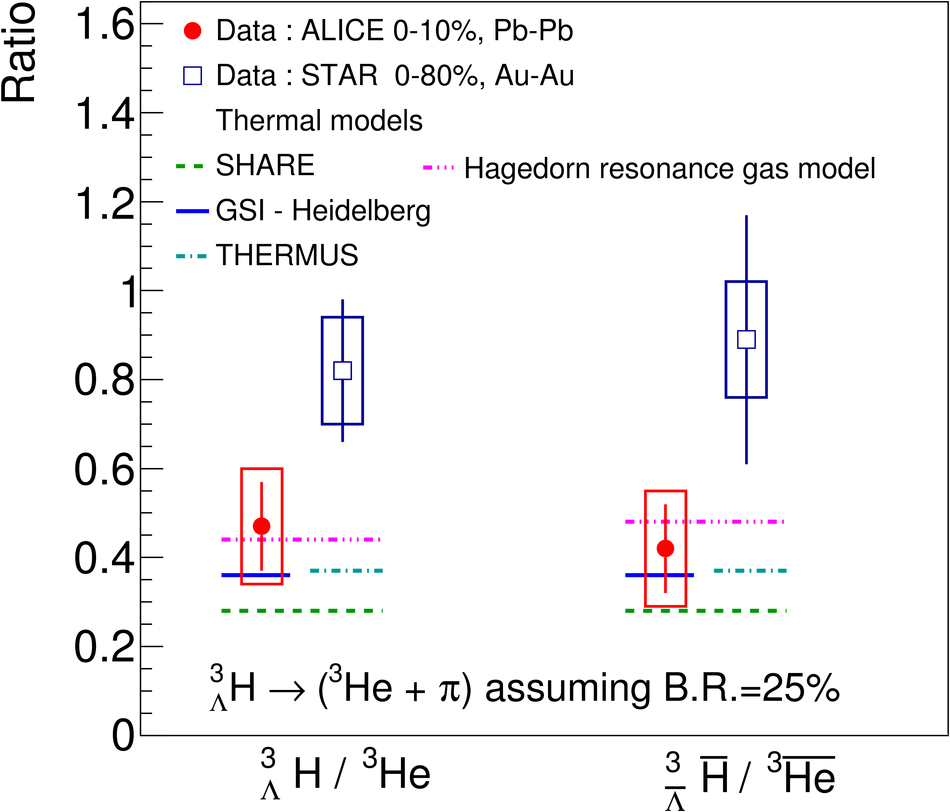 Ratio
1.6
1.4
1.2
1
0.8
0.6
0.4
0.2
0
Data : ALICE 0-10%, Pb-Pb
Data : STAR 0-80%, Au-Au
Thermal models
SHARE
Hagedorn resonance gas model
GSI - Heidelberg
THERMUS
³ΛH → (³He + π) assuming B.R.=25%
³Λ H / ³He
³Λ̅ H̅ / ³H̅e̅